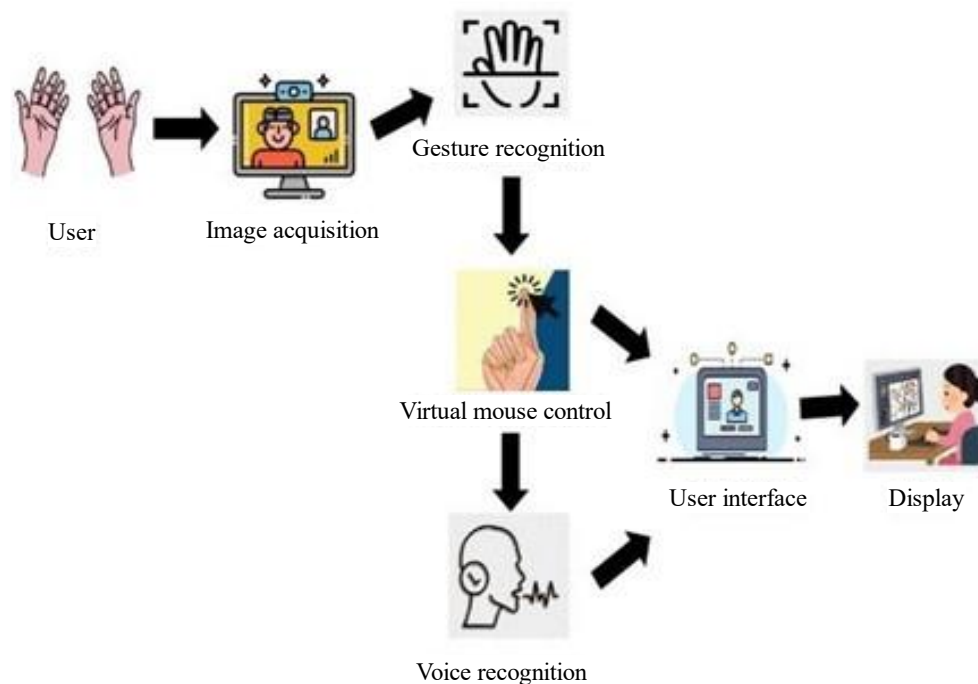 Gesture recognition
User
Image acquisition
Virtual mouse control
User interface
Display
Voice recognition